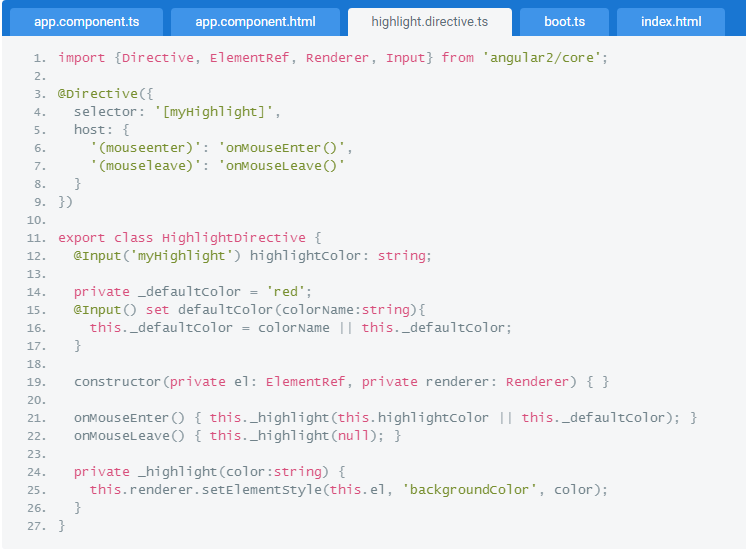 app.component.ts app.component.html highlight.directive.ts boot.ts index.html
1. import {Directive, ElementRef, Renderer, Input} from 'angular2/core';
2.
3. @Directive({
4.   selector: '[myHighlight]',
5.   host: {
6.     '(mouseenter)': 'onMouseEnter()',
7.     '(mouseleave)': 'onMouseLeave()'
8.   }
9. })
10.
11. export class HighlightDirective {
12.   @Input('myHighlight') highlightColor: string;
13.
14.   private _defaultColor = 'red';
15.   @Input() set defaultColor(colorName:string){
16.     this._defaultColor = colorName || this._defaultColor;
17.   }
18.
19.   constructor(private el: ElementRef, private renderer: Renderer) { }
20.
21.   onMouseEnter() { this._highlight(this.highlightColor || this._defaultColor); }
22.   onMouseLeave() { this._highlight(null); }
23.
24.   private _highlight(color:string) {
25.     this.renderer.setElementStyle(this.el, 'backgroundColor', color);
26.   }
27. }